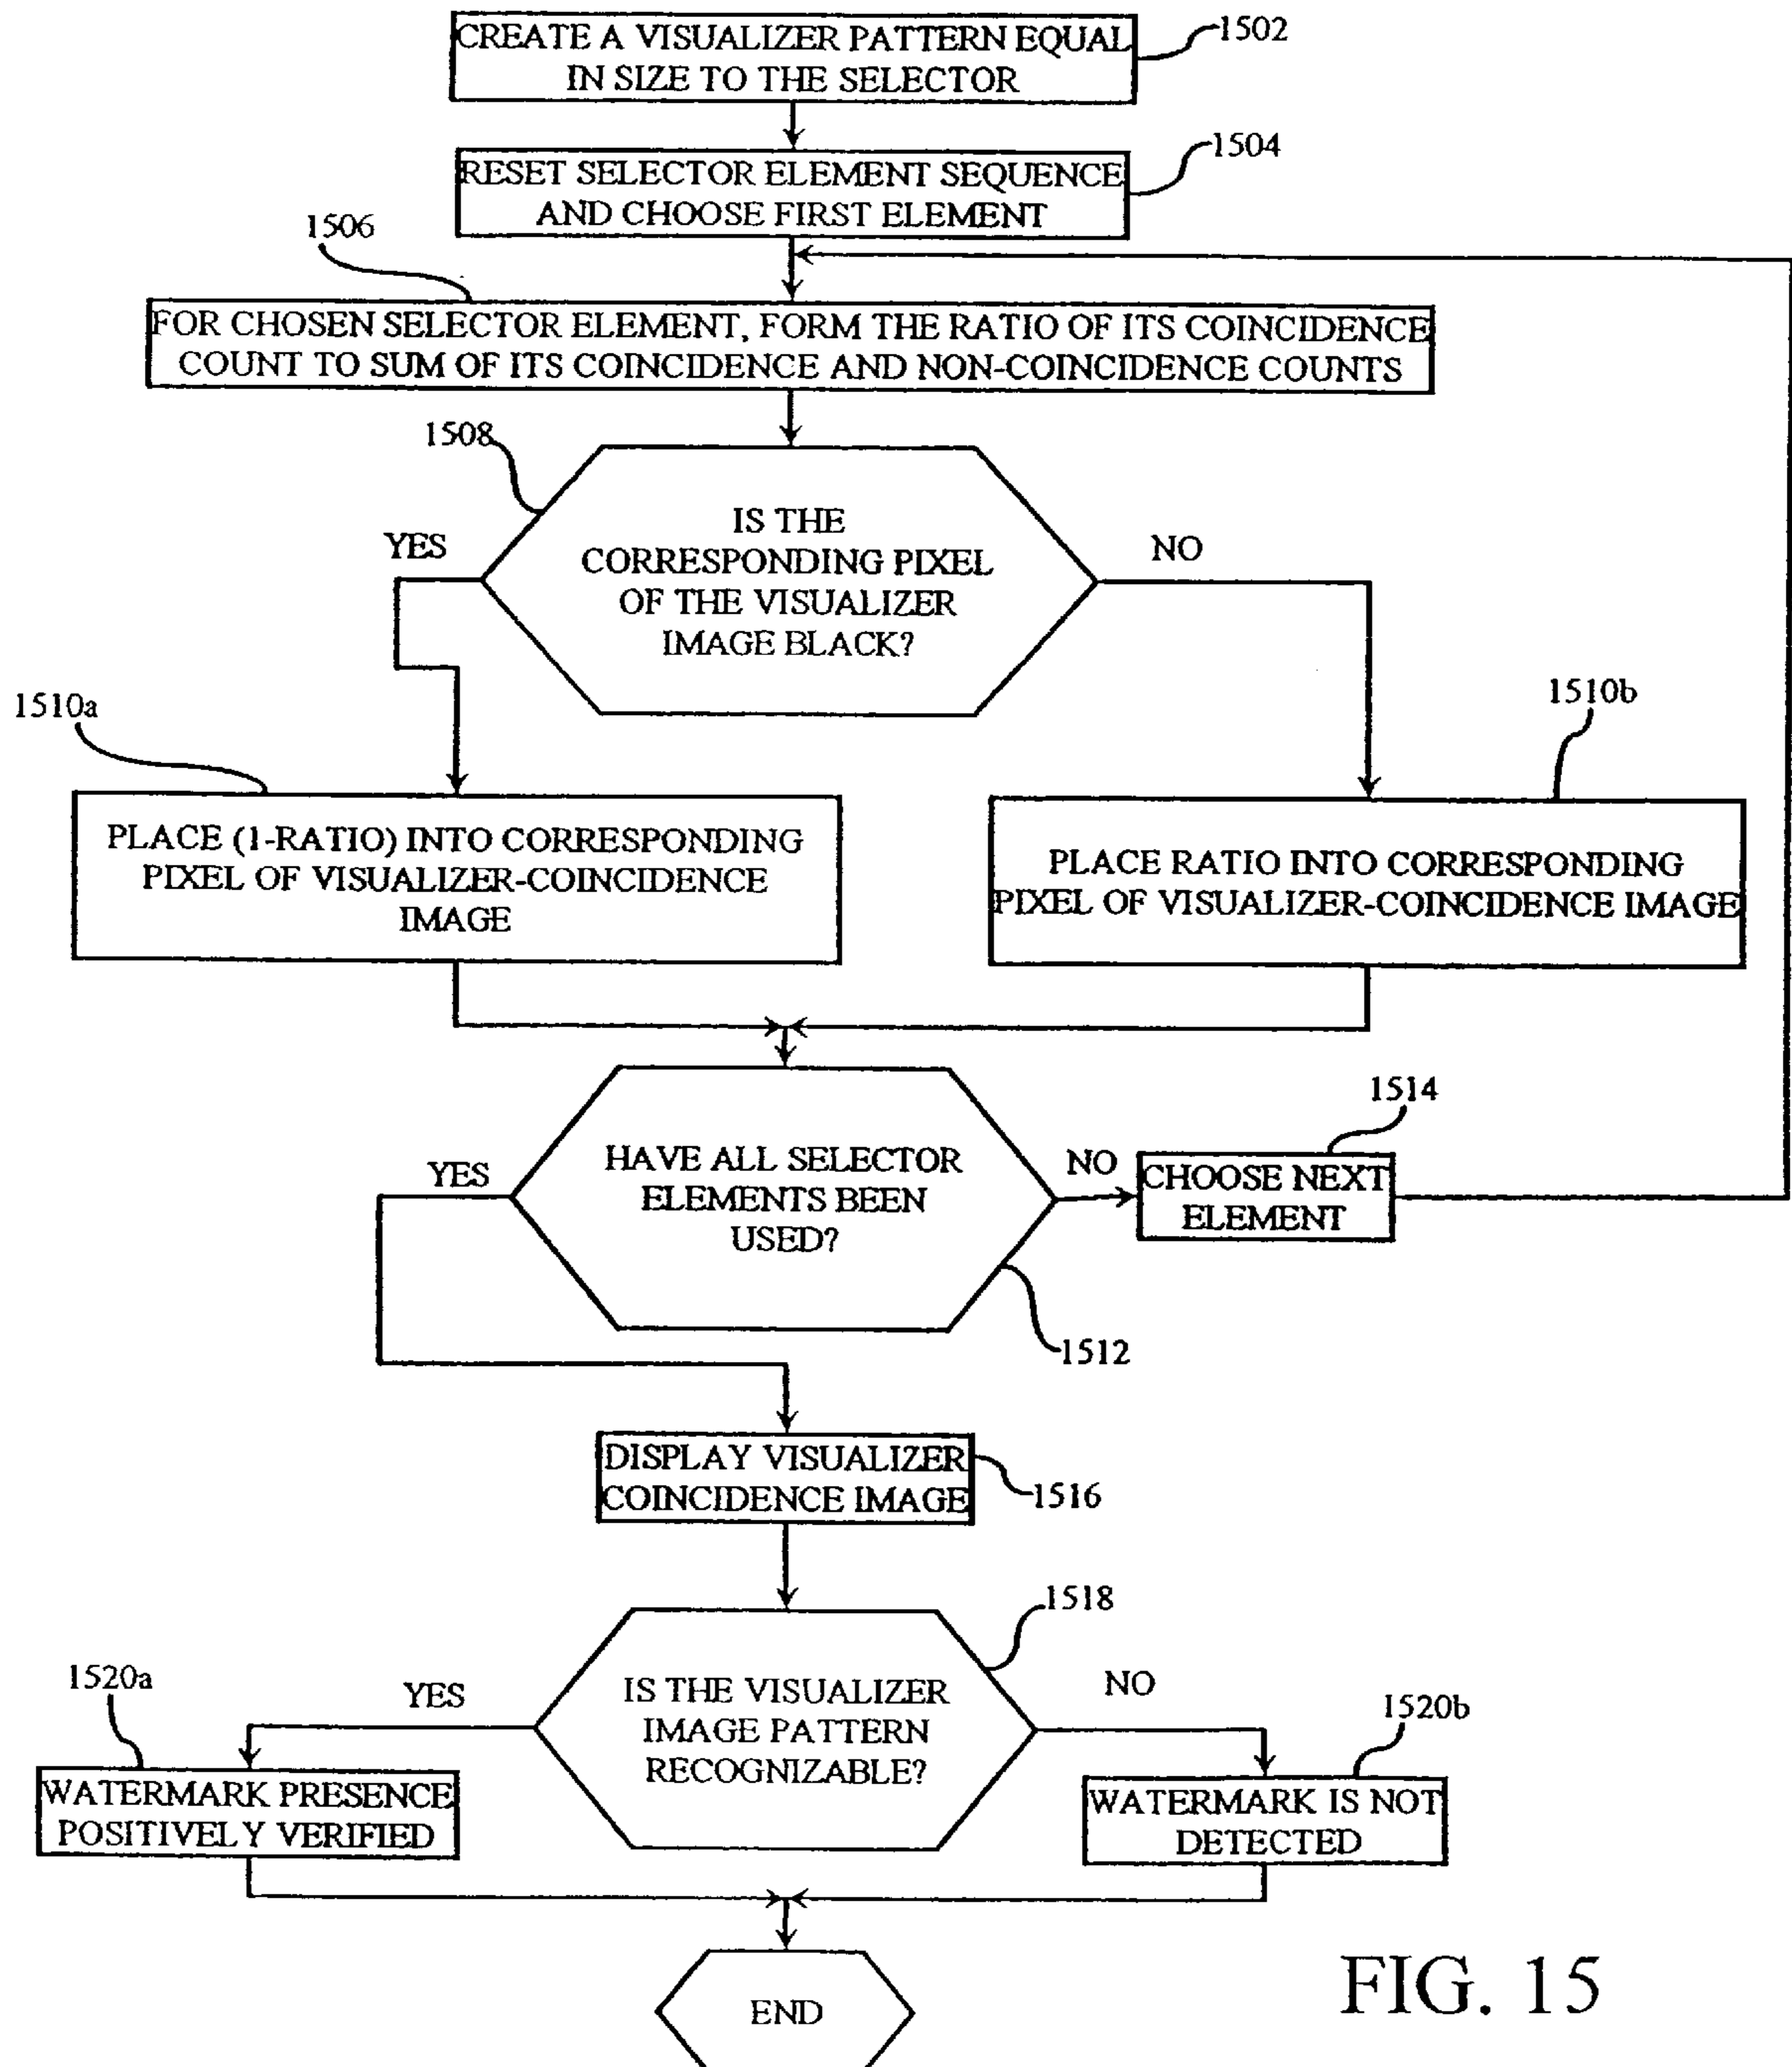 CREATE A VISUALIZER PATTERN EQUAL
IN SIZE TO THE SELECTOR
1502
RESET SELECTOR ELEMENT SEQUENCE
AND CHOOSE FIRST ELEMENT
1504
1506
FOR CHOSEN SELECTOR ELEMENT, FORM THE RATIO OF ITS COINCIDENCE
COUNT TO SUM OF ITS COINCIDENCE AND NON-COINCIDENCE COUNTS
1508
IS THE
CORRESPONDING PIXEL
OF THE VISUALIZER
IMAGE BLACK?
YES
NO
1510a
1510b
PLACE (1-RATIO) INTO CORRESPONDING
PIXEL OF VISUALIZER-COINCIDENCE
IMAGE
PLACE RATIO INTO CORRESPONDING
PIXEL OF VISUALIZER-COINCIDENCE IMAGE
HAVE ALL SELECTOR
ELEMENTS BEEN
USED?
YES
NO
1514
CHOOSE NEXT
ELEMENT
1512
DISPLAY VISUALIZER
COINCIDENCE IMAGE
1516
1518
IS THE VISUALIZER
IMAGE PATTERN
RECOGNIZABLE?
YES
NO
1520a
1520b
WATERMARK PRESENCE
POSITIVELY VERIFIED
WATERMARK IS NOT
DETECTED
END
FIG. 15